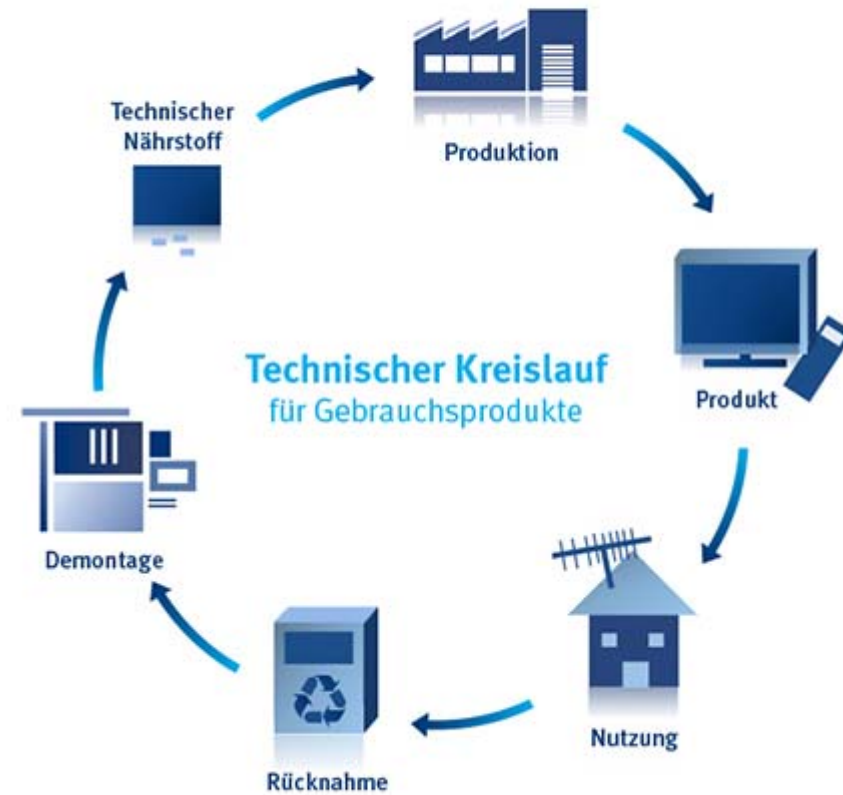 Technischer
Nährstoff
Produktion
Technischer Kreislauf
für Gebrauchsprodukte
Produkt
Demontage
Nutzung
Rücknahme